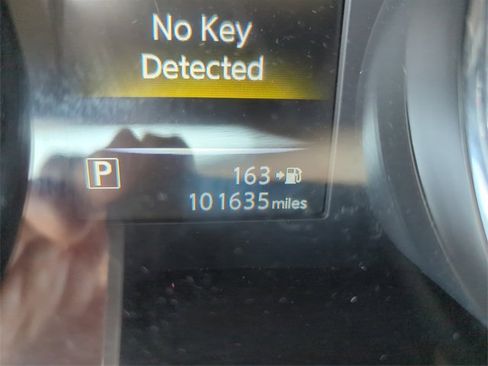 No Key
Detected
P 163
101635 miles